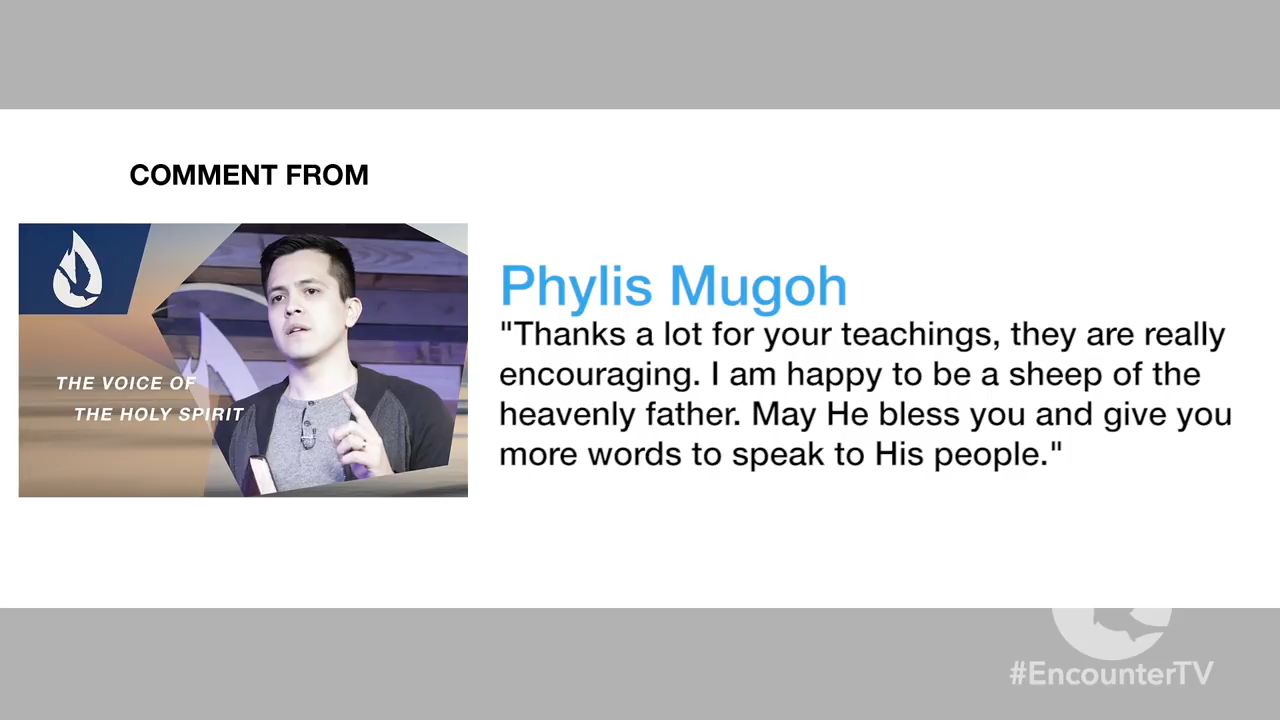 COMMENT FROM
THE VOICE OF
THE HOLY SPIRIT
Phylis Mugoh
"Thanks a lot for your teachings, they are really
encouraging. I am happy to be a sheep of the
heavenly father. May He bless you and give you
more words to speak to His people."
#EncounterTV